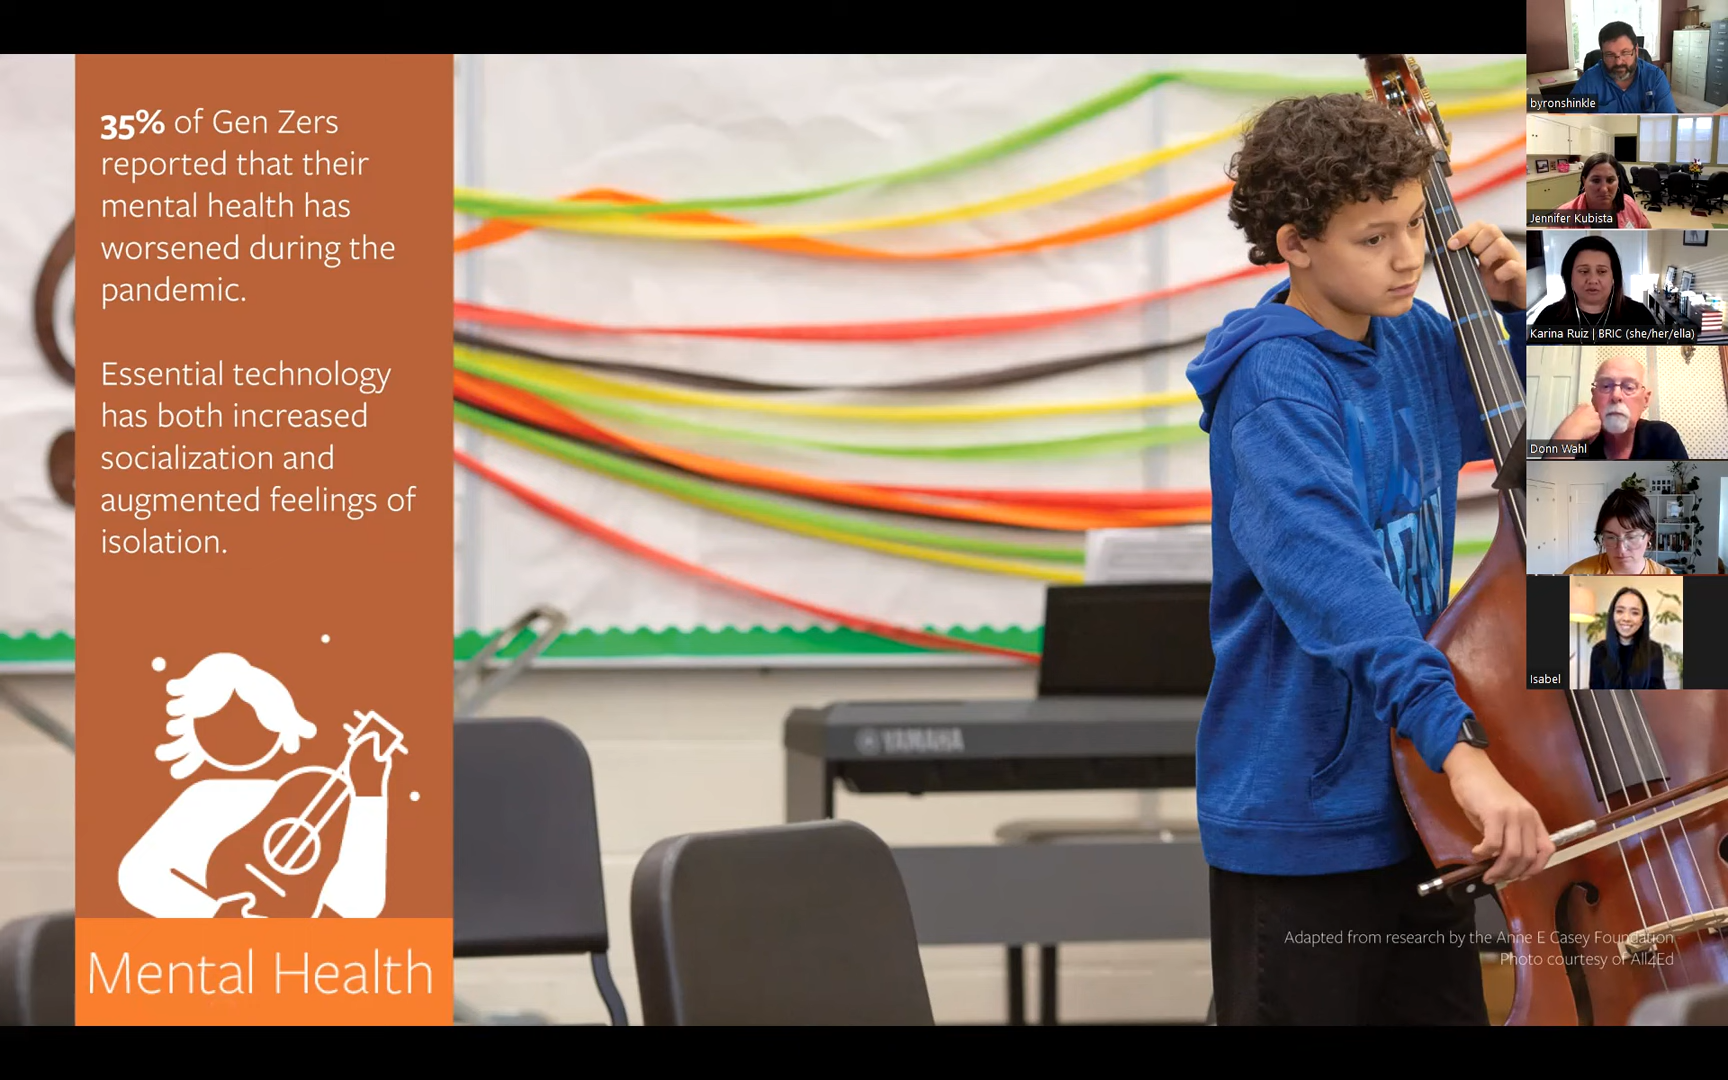 35% of Gen Zers
reported that their
mental health has
worsened during the
pandemic.
Essential technology
has both increased
socialization and
augmented feelings of
isolation.
Mental Health
YAMAHA
Adapted from research by the Anne E Casey Foundation
Photo courtesy of All4Ed
byronshinkle
Jennifer Kubista
Karina Ruiz | BRIC (she/her/ella)
Donn Wahl
Isabel